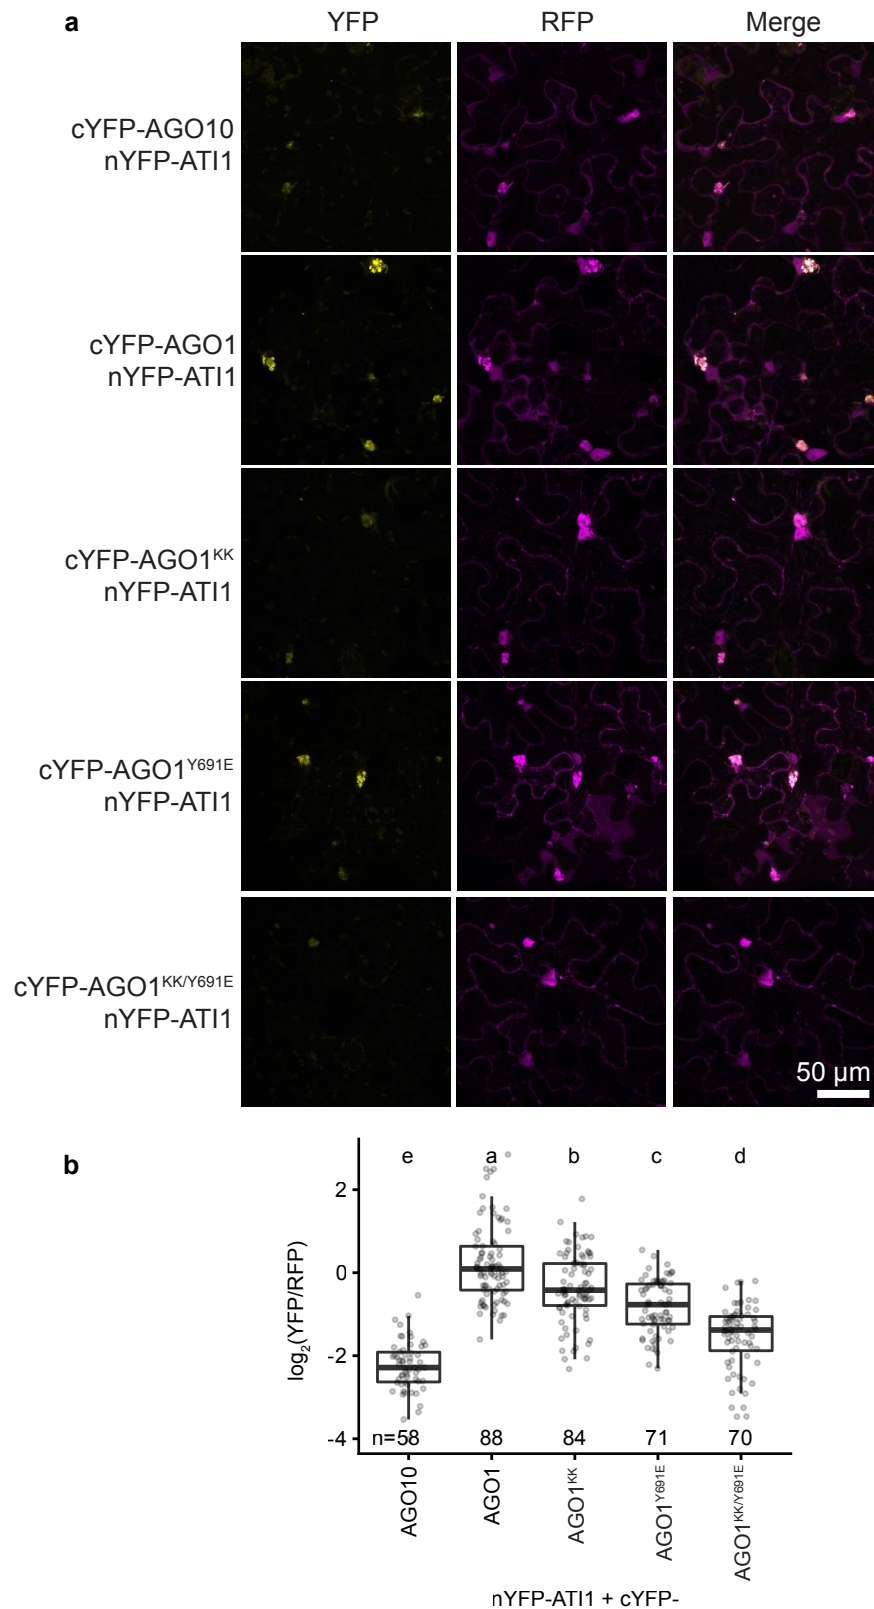 a
YFP RFP Merge
cYFP-AGO10
nYFP-ATI1
cYFP-AGO1
nYFP-ATI1
cYFP-AGO1ᴷᴷ
nYFP-ATI1
cYFP-AGO1Y691E
nYFP-ATI1
cYFP-AGO1KK/Y691E
nYFP-ATI1
50 µm
b
e a b c d
2
0
-2
-4
log₂(YFP/RFP)
n=58 88 84 71 70
AGO10
AGO1
AGO1KK
AGO1Y691E
AGO1KK/Y691E
nYFP-ATI1 + cYFP-